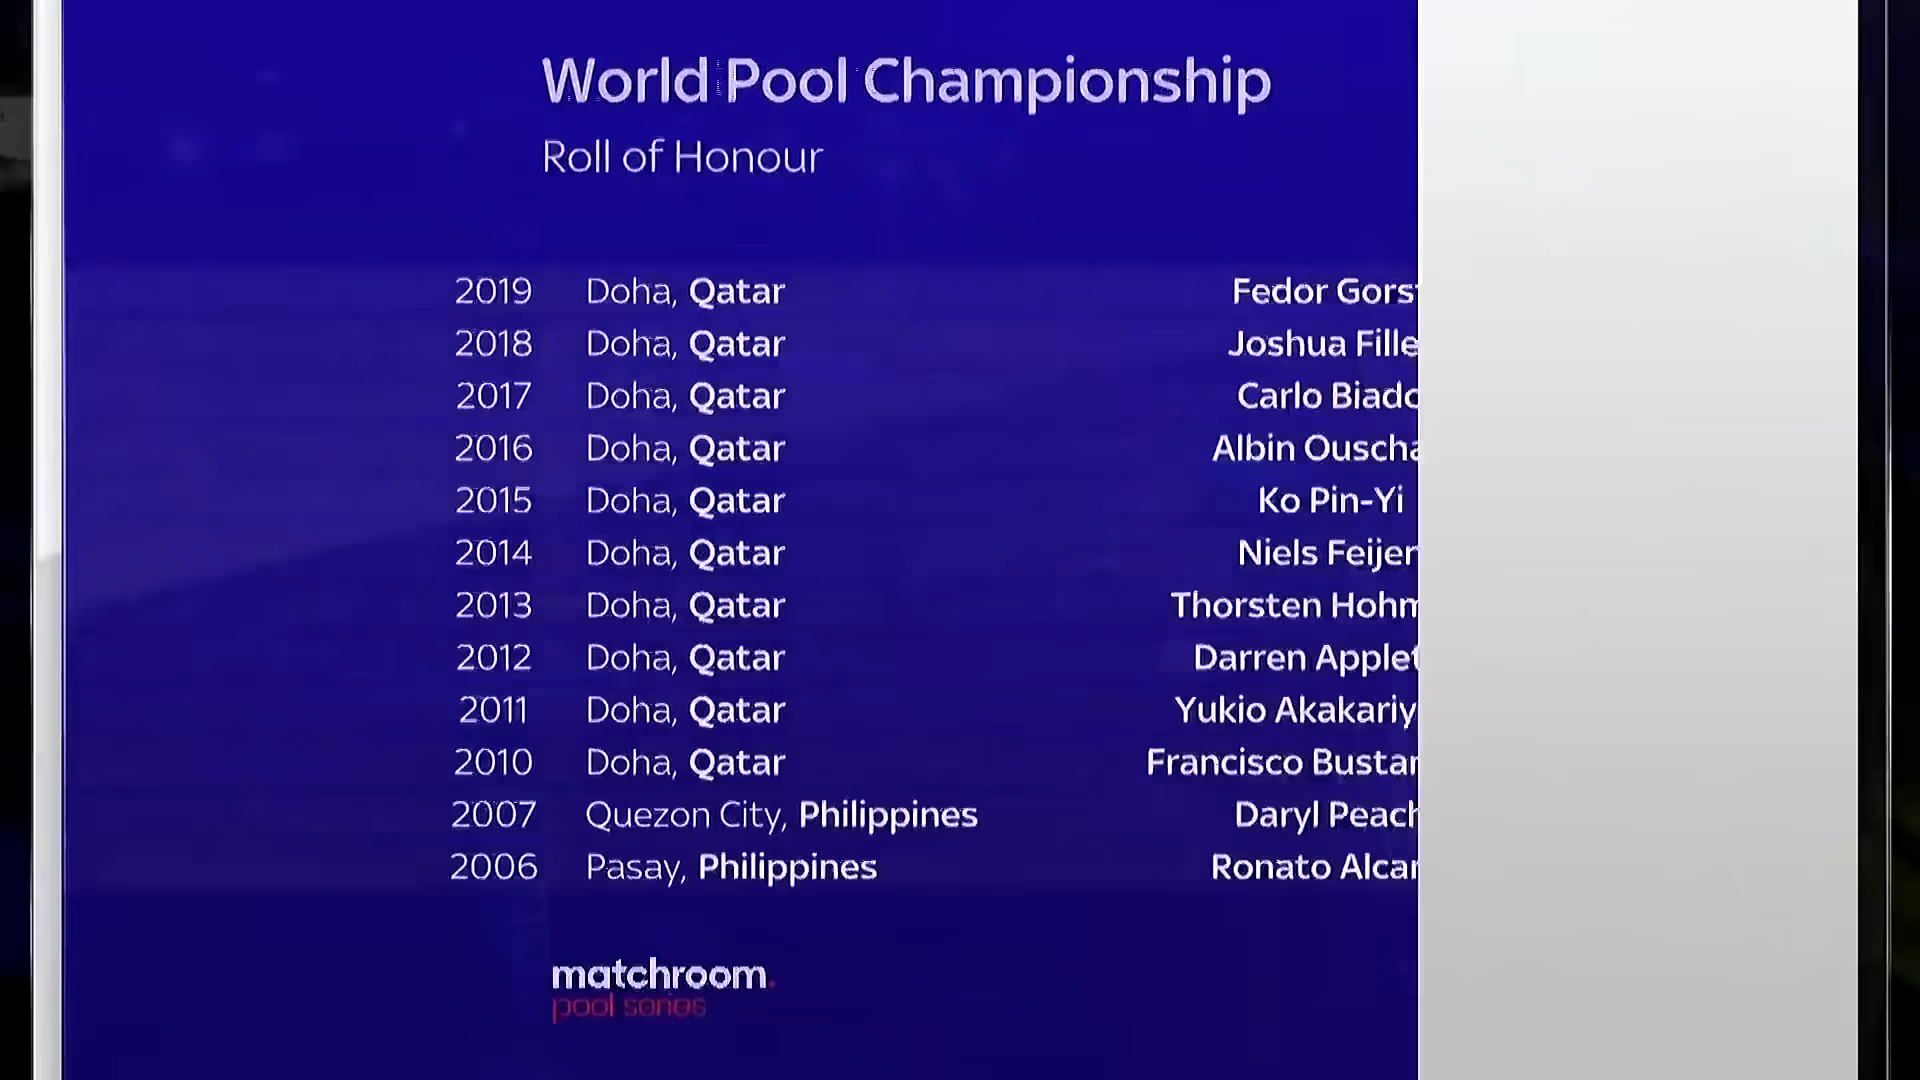 World Pool Championship
Roll of Honour
2019 Doha, Qatar Fedor Gorst
2018 Doha, Qatar Joshua Fille
2017 Doha, Qatar Carlo Biado
2016 Doha, Qatar Albin Ouscha
2015 Doha, Qatar Ko Pin-Yi
2014 Doha, Qatar Niels Feijen
2013 Doha, Qatar Thorsten Hohm
2012 Doha, Qatar Darren Applet
2011 Doha, Qatar Yukio Akakariy
2010 Doha, Qatar Francisco Bustam
2007 Quezon City, Philippines Daryl Peach
2006 Pasay, Philippines Ronato Alcan
matchroom.
pool series